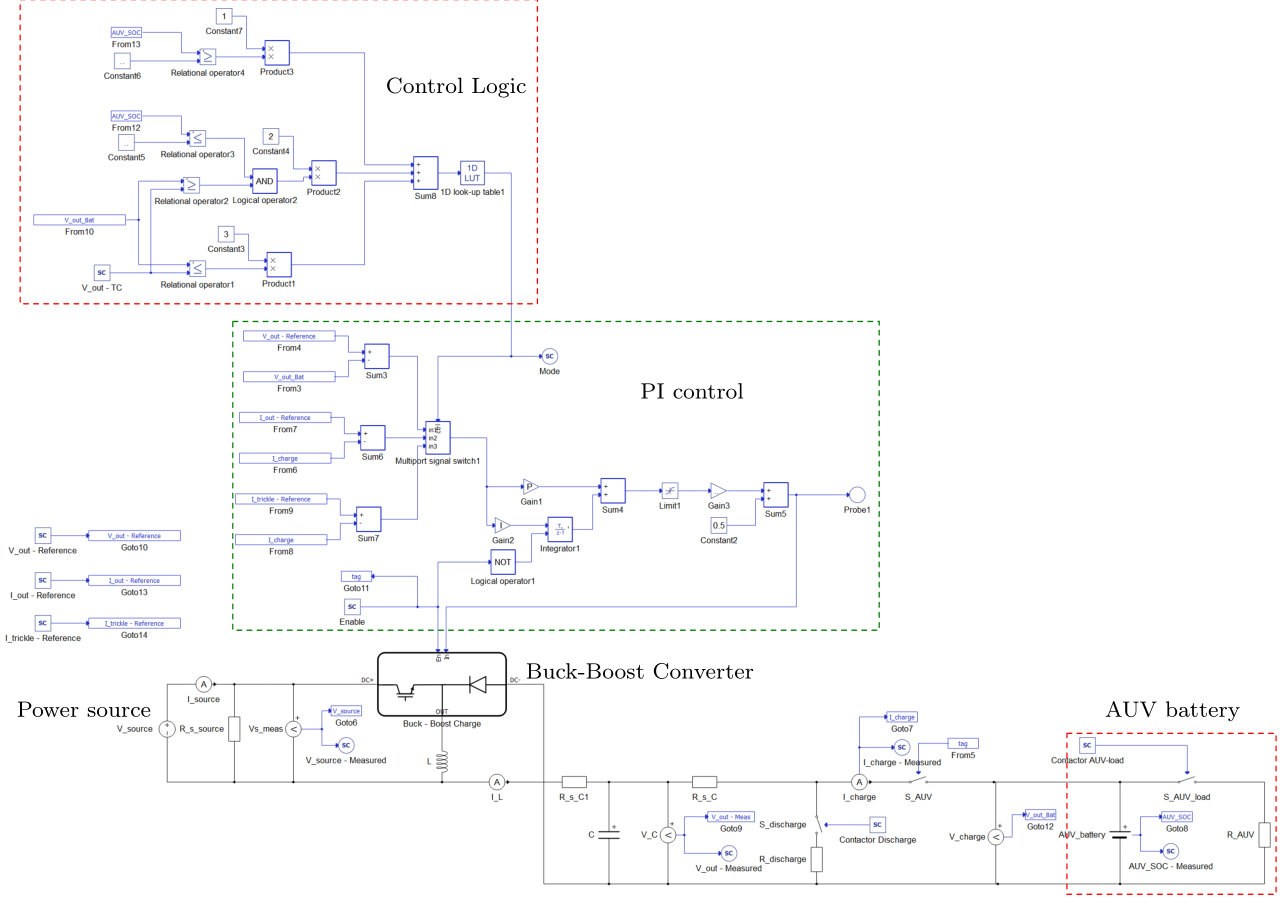 1
Constant7
AUV_SOC
From13
≥
×
×
..
Constant6
Relational operator4
Product3
Control Logic
AUV_SOC
From12
..
Constant5
≤
Relational operator3
2
Constant4
×
×
Product2
AND
Logical operator2
≥
Relational operator2
+
+
+
Sum8
1D
LUT
1D look-up table1
V_out_Bat
From10
3
Constant3
SC
V_out - TC
≤
Relational operator1
×
×
Product1
V_out - Reference
From4
+
-
Sum3
V_out_Bat
From3
SC
Mode
PI control
I_out - Reference
From7
+
-
Sum6
I_charge
From6
in1
in2
in3
Multiport signal switch1
I_trickle - Reference
From9
+
-
Sum7
I_charge
From8
P
Gain1
I
Gain2
Integrator1
+
+
Sum4
Limit1
Gain3
0.5
Constant2
+
+
Sum5
Probe1
NOT
Logical operator1
tag
Goto11
SC
Enable
SC
V_out - Reference
V_out - Reference
Goto10
SC
I_out - Reference
I_out - Reference
Goto13
SC
I_trickle - Reference
I_trickle - Reference
Goto14
En
In
DC+
DC-
OUT
Buck - Boost Charge
Buck-Boost Converter
Power source
A
I_source
V_source
+
R_s_source
Vs_meas
+
V
V_source
Goto6
SC
V_source - Measured
L
A
I_L
R_s_C1
C
+
V_C
+
V
R_s_C
V_out - Meas
Goto9
SC
V_out - Measured
S_discharge
R_discharge
SC
Contactor Discharge
A
I_charge
I_charge
Goto7
SC
I_charge - Measured
tag
From5
S_AUV
V_charge
+
V
V_out_Bat
Goto12
AUV battery
SC
Contactor AUV-load
S_AUV_load
AUV_battery
+
AUV_SOC
Goto8
SC
AUV_SOC - Measured
R_AUV